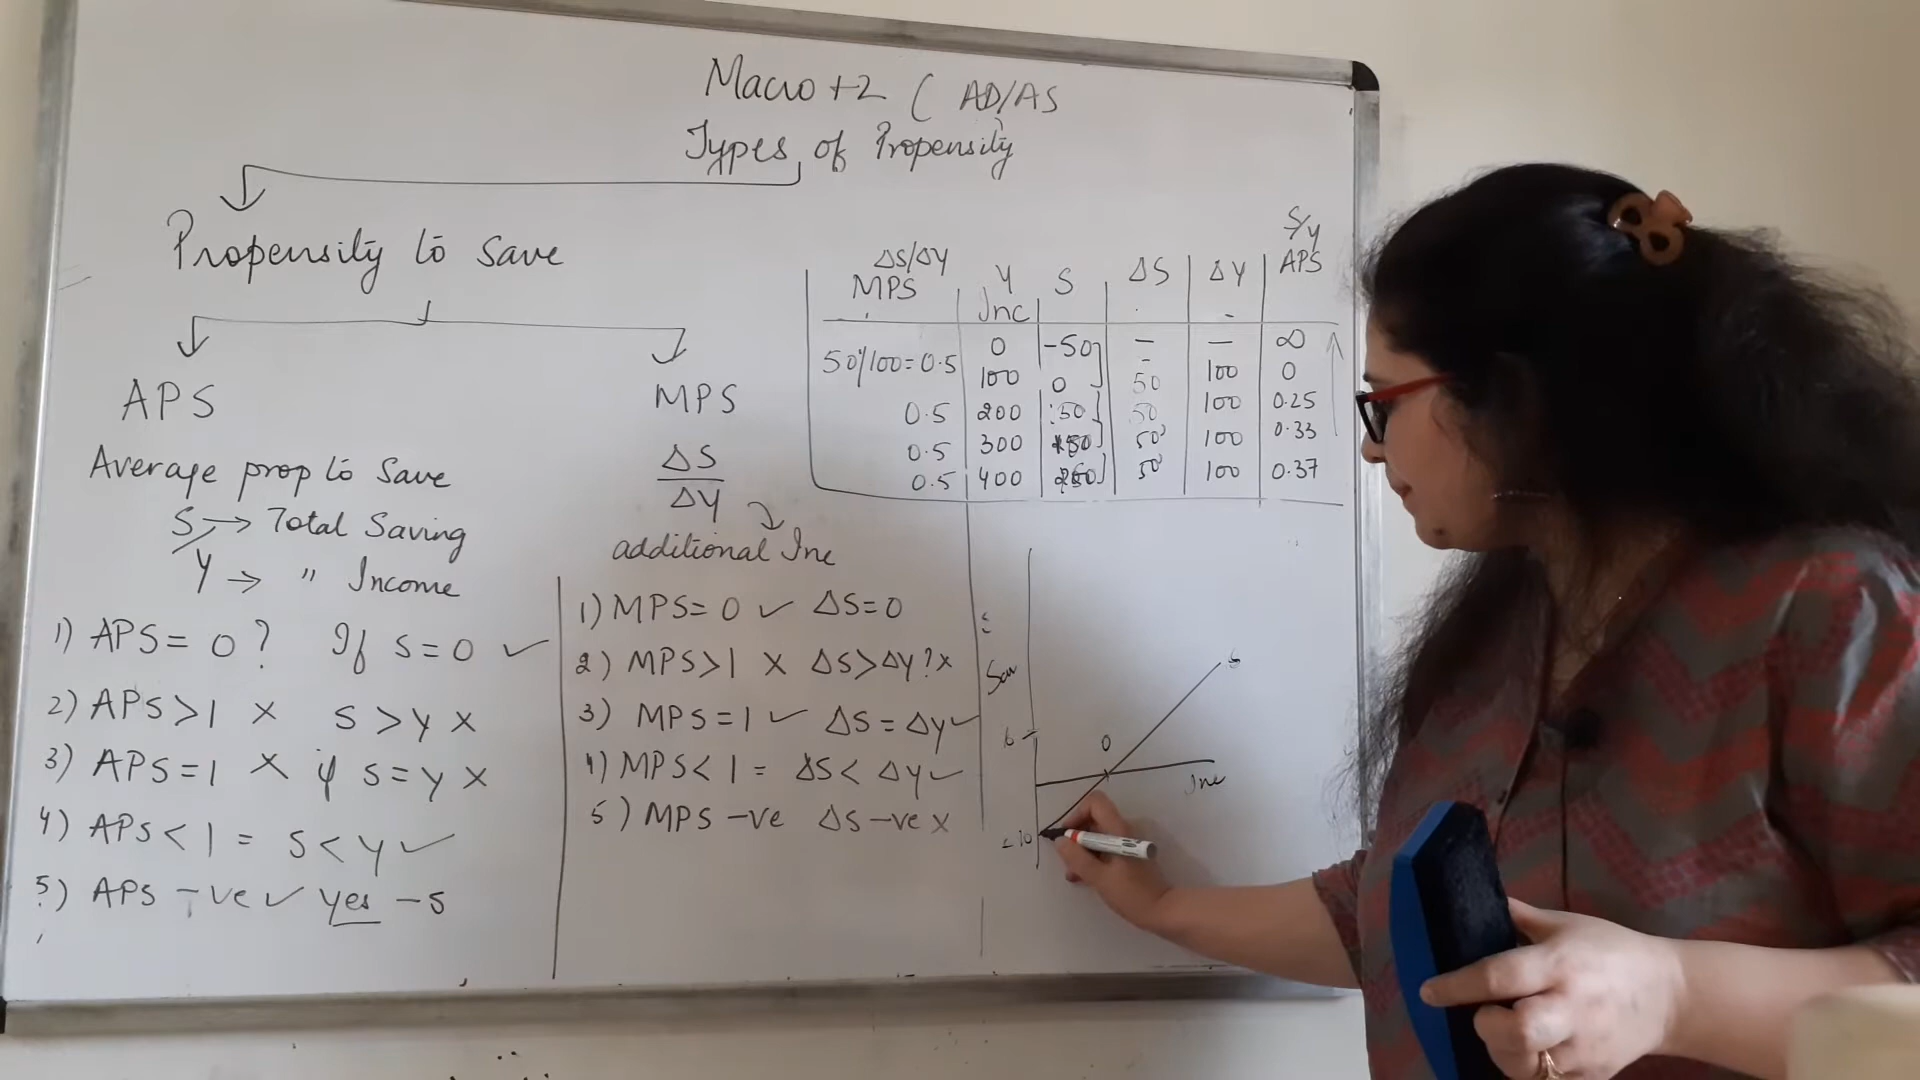 Macro +2 ( AD/AS
Types of Propensity
Propensity to Save
APS
Average prop to Save
S → Total Saving
Y → " Income
1) APS = 0 ? If S = 0 ✓
2) APS > 1 × S > Y ×
3) APS = 1 × if S = Y ×
4) APS < 1 = S < Y ✓
5) APS -ve ✓ Yes -S
MPS
ΔS
ΔY
additional Inc
1) MPS = 0 ✓ ΔS = 0
2) MPS > 1 × ΔS > ΔY ? ×
3) MPS = 1 ✓ ΔS = ΔY ✓
4) MPS < 1 = ΔS < ΔY ✓
5) MPS -ve ΔS -ve ×
ΔS/ΔY S/Y
MPS Y Inc S ΔS ΔY APS
0 -50 — — ∞
50/100 = 0.5 100 0 50 100 0
0.5 200 50 50 100 0.25
0.5 300 50 100 0.33
0.5 400 50 100 0.37
S
0
Inc
-10